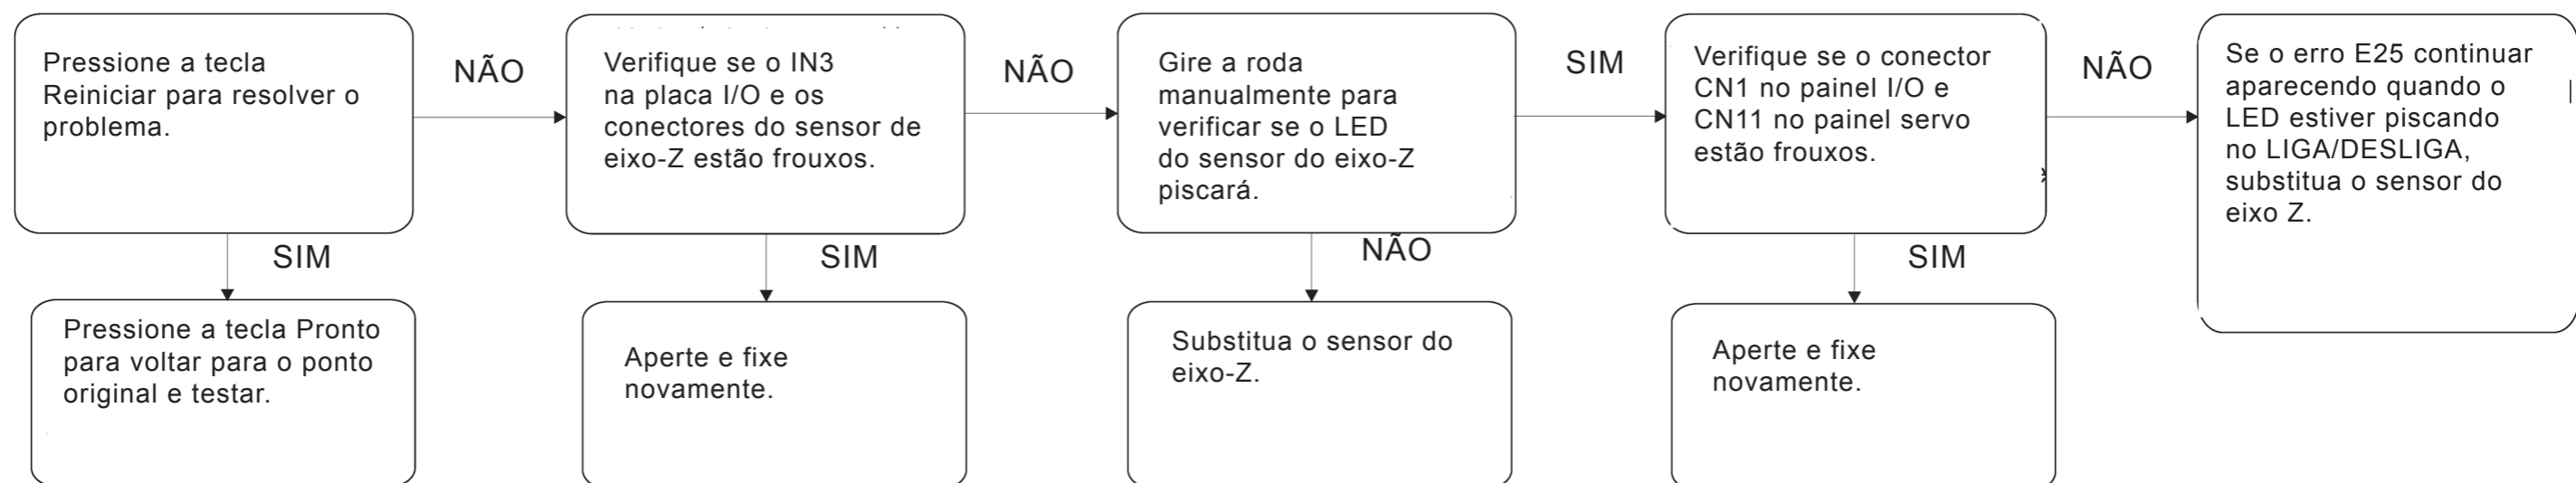 Pressione a tecla
Reiniciar para resolver o
problema.
NÃO
Verifique se o IN3
na placa I/O e os
conectores do sensor de
eixo-Z estão frouxos.
NÃO
Gire a roda
manualmente para
verificar se o LED
do sensor do eixo-Z
piscará.
SIM
Verifique se o conector
CN1 no painel I/O e
CN11 no painel servo
estão frouxos.
NÃO
Se o erro E25 continuar
aparecendo quando o
LED estiver piscando
no LIGA/DESLIGA,
substitua o sensor do
eixo Z.
SIM
SIM
NÃO
SIM
Pressione a tecla Pronto
para voltar para o ponto
original e testar.
Aperte e fixe
novamente.
Substitua o sensor do
eixo-Z.
Aperte e fixe
novamente.